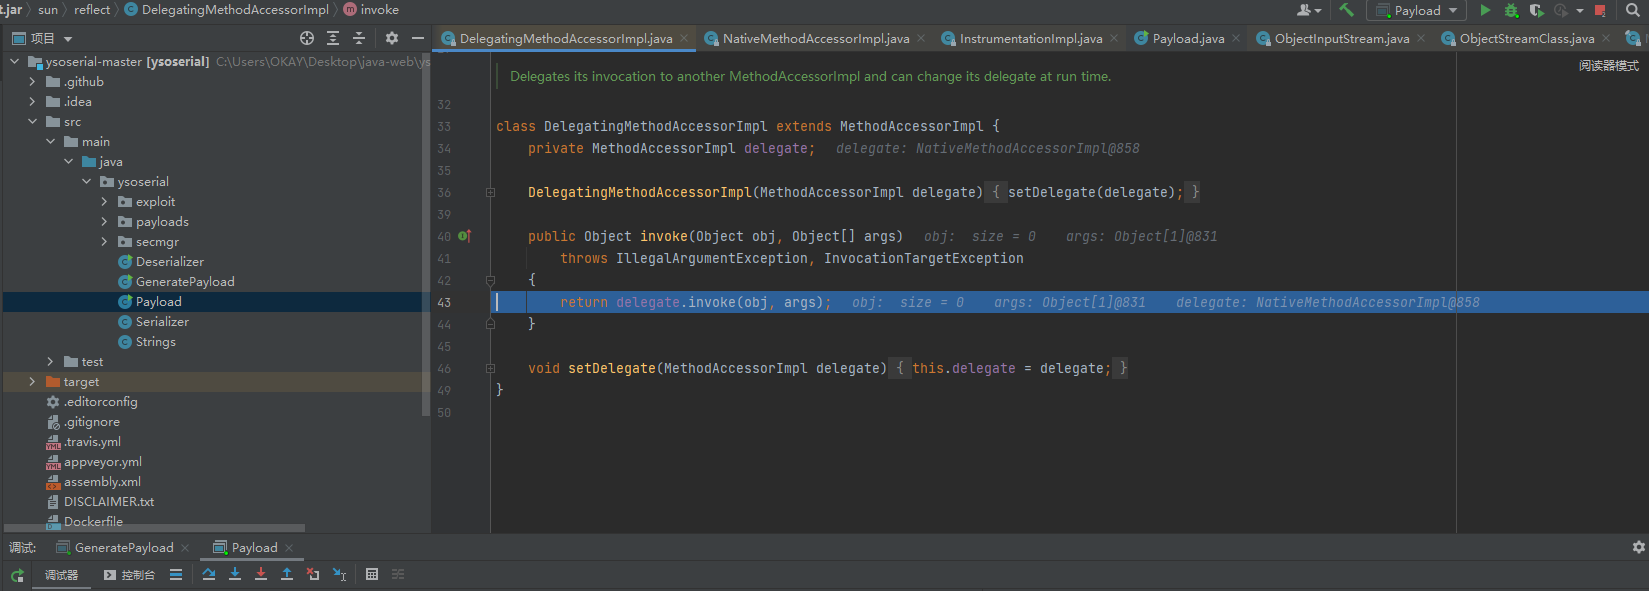 t.jar sun reflect DelegatingMethodAccessorImpl invoke
Payload
项目
DelegatingMethodAccessorImpl.java NativeMethodAccessorImpl.java InstrumentationImpl.java Payload.java ObjectInputStream.java ObjectStreamClass.java
ysoserial-master [ysoserial] C:\Users\OKAY\Desktop\java-web\ys
.github
.idea
src
main
java
ysoserial
exploit
payloads
secmgr
Deserializer
GeneratePayload
Payload
Serializer
Strings
test
target
.editorconfig
.gitignore
.travis.yml
appveyor.yml
assembly.xml
DISCLAIMER.txt
Dockerfile
阅读器模式
Delegates its invocation to another MethodAccessorImpl and can change its delegate at run time.
32
33 class DelegatingMethodAccessorImpl extends MethodAccessorImpl {
34 private MethodAccessorImpl delegate; delegate: NativeMethodAccessorImpl@858
35
36 DelegatingMethodAccessorImpl(MethodAccessorImpl delegate) { setDelegate(delegate); }
39
40 public Object invoke(Object obj, Object[] args) obj: size = 0 args: Object[1]@831
41 throws IllegalArgumentException, InvocationTargetException
42 {
43 return delegate.invoke(obj, args); obj: size = 0 args: Object[1]@831 delegate: NativeMethodAccessorImpl@858
44 }
45
46 void setDelegate(MethodAccessorImpl delegate) { this.delegate = delegate; }
49 }
50
调试: GeneratePayload Payload
调试器 控制台